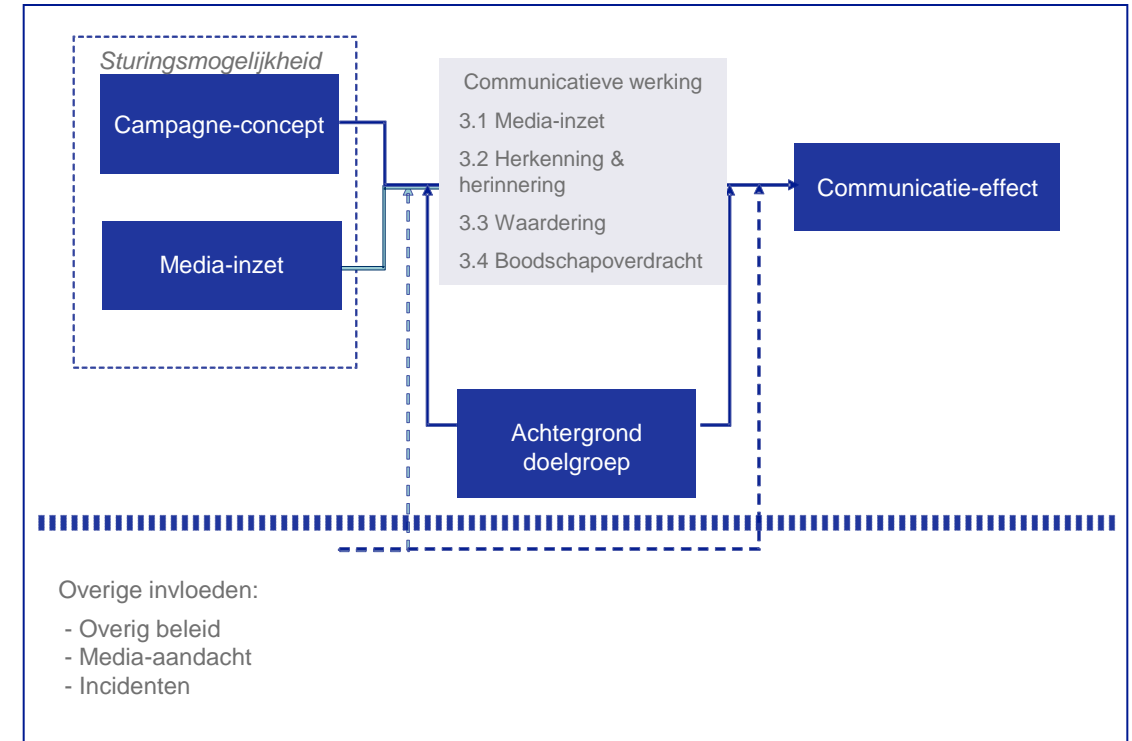 Sturingsmogelijkheid
Campagne-concept
Media-inzet
Communicatieve werking
3.1 Media-inzet
3.2 Herkenning &
herinnering
3.3 Waardering
3.4 Boodschapoverdracht
Communicatie-effect
Achtergrond
doelgroep
Overige invloeden:
- Overig beleid
- Media-aandacht
- Incidenten